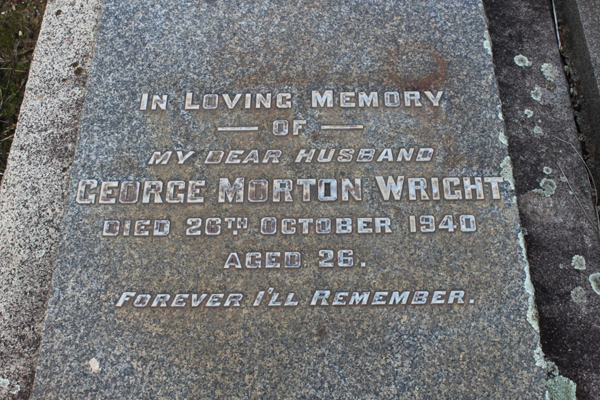 In Loving Memory
of
my dear husband
George Morton Wright
Died 26th October 1940
Aged 26.
Forever I'll Remember.